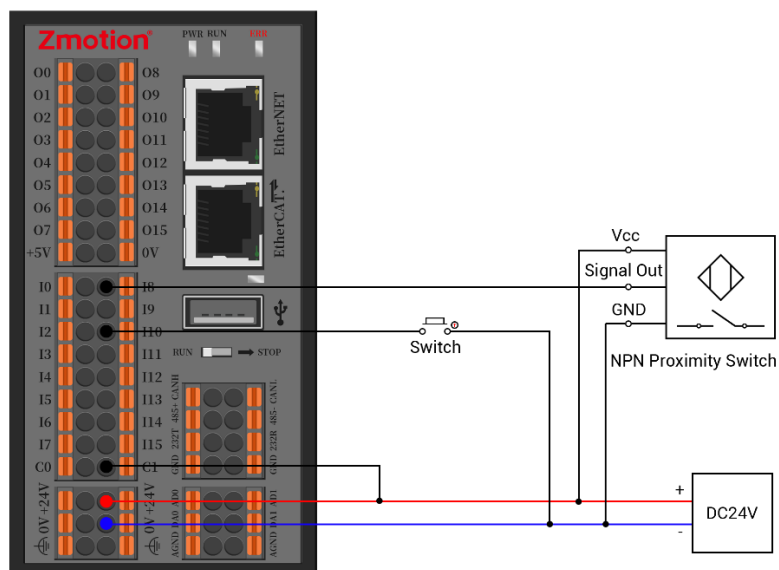 Zmotion®
PWR RUN ERR
O0 O8
O1 O9
O2 O10
O3 O11
O4 O12
O5 O13
O6 O14
O7 O15
+5V 0V
EtherNET
EtherCAT
I0 I8
I1 I9
I2 I10
I3 I11
I4 I12
I5 I13
I6 I14
I7 I15
C0 C1
+24V +24V
0V 0V
RUN STOP
CANH CANL
485+ 485-
232T 232R
GND GND
AD0 AD1
DA0 DA1
AGND AGND
Switch
Vcc
Signal Out
GND
NPN Proximity Switch
+
DC24V
-